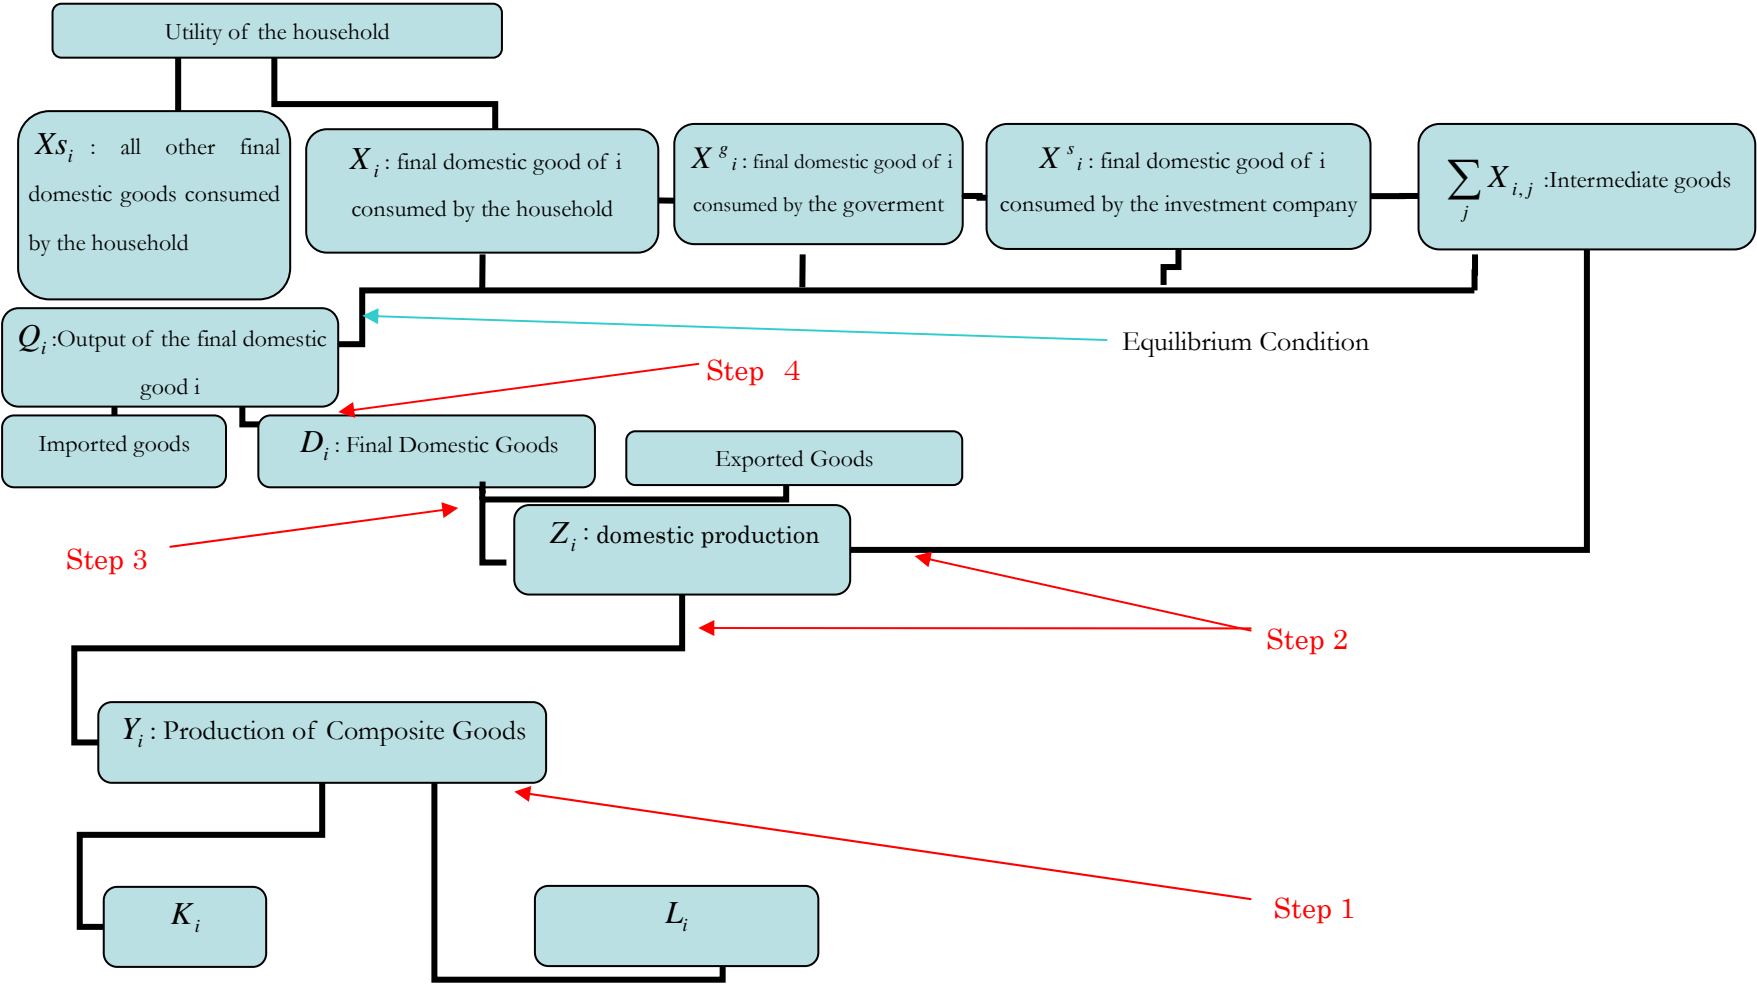 Utility of the household
Xs_i : all other final
domestic goods consumed
by the household
X_i : final domestic good of i
consumed by the household
X^g_i : final domestic good of i
consumed by the goverment
X^s_i : final domestic good of i
consumed by the investment company
∑_j X_{i,j} :Intermediate goods
Q_i :Output of the final domestic
good i
Equilibrium Condition
Step 4
Imported goods
D_i : Final Domestic Goods
Exported Goods
Step 3
Z_i : domestic production
Step 2
Y_i : Production of Composite Goods
Step 1
K_i
L_i